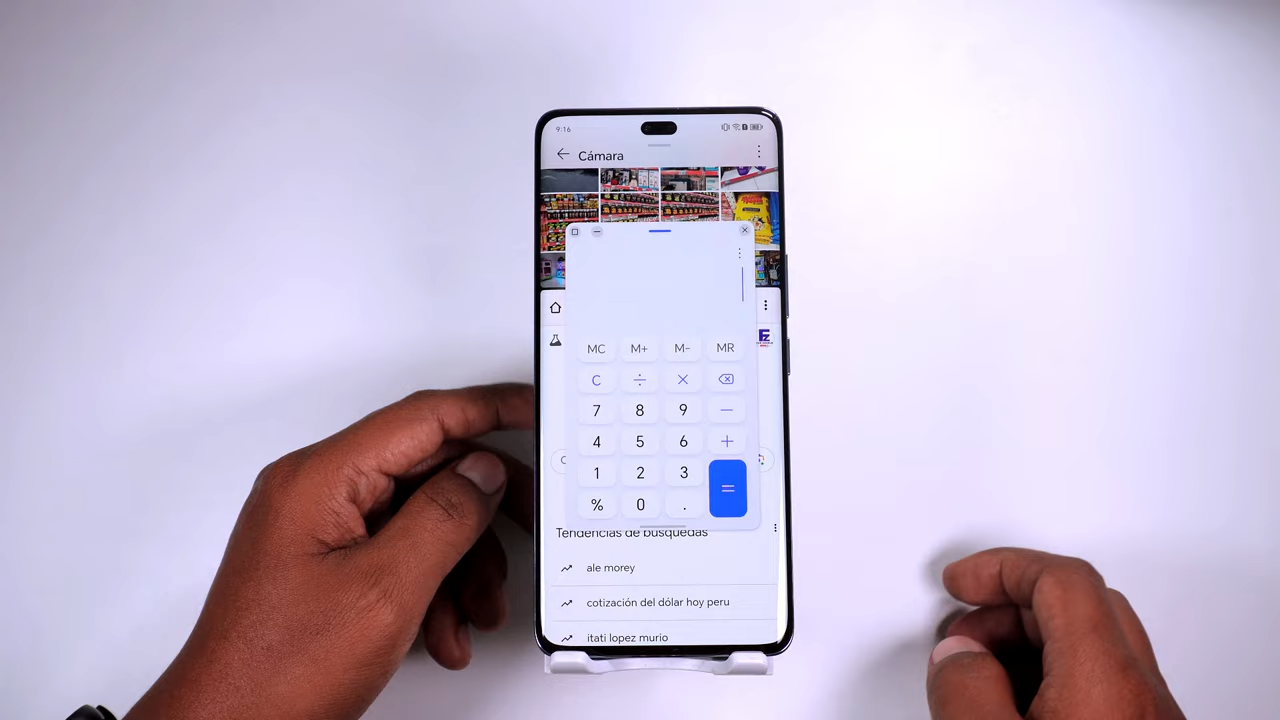 9:16
Cámara
MC M+ M- MR
C ÷ ×
7 8 9 −
4 5 6 +
1 2 3 =
% 0 .
Tendencias de búsquedas
ale morey
cotización del dólar hoy peru
itati lopez murio